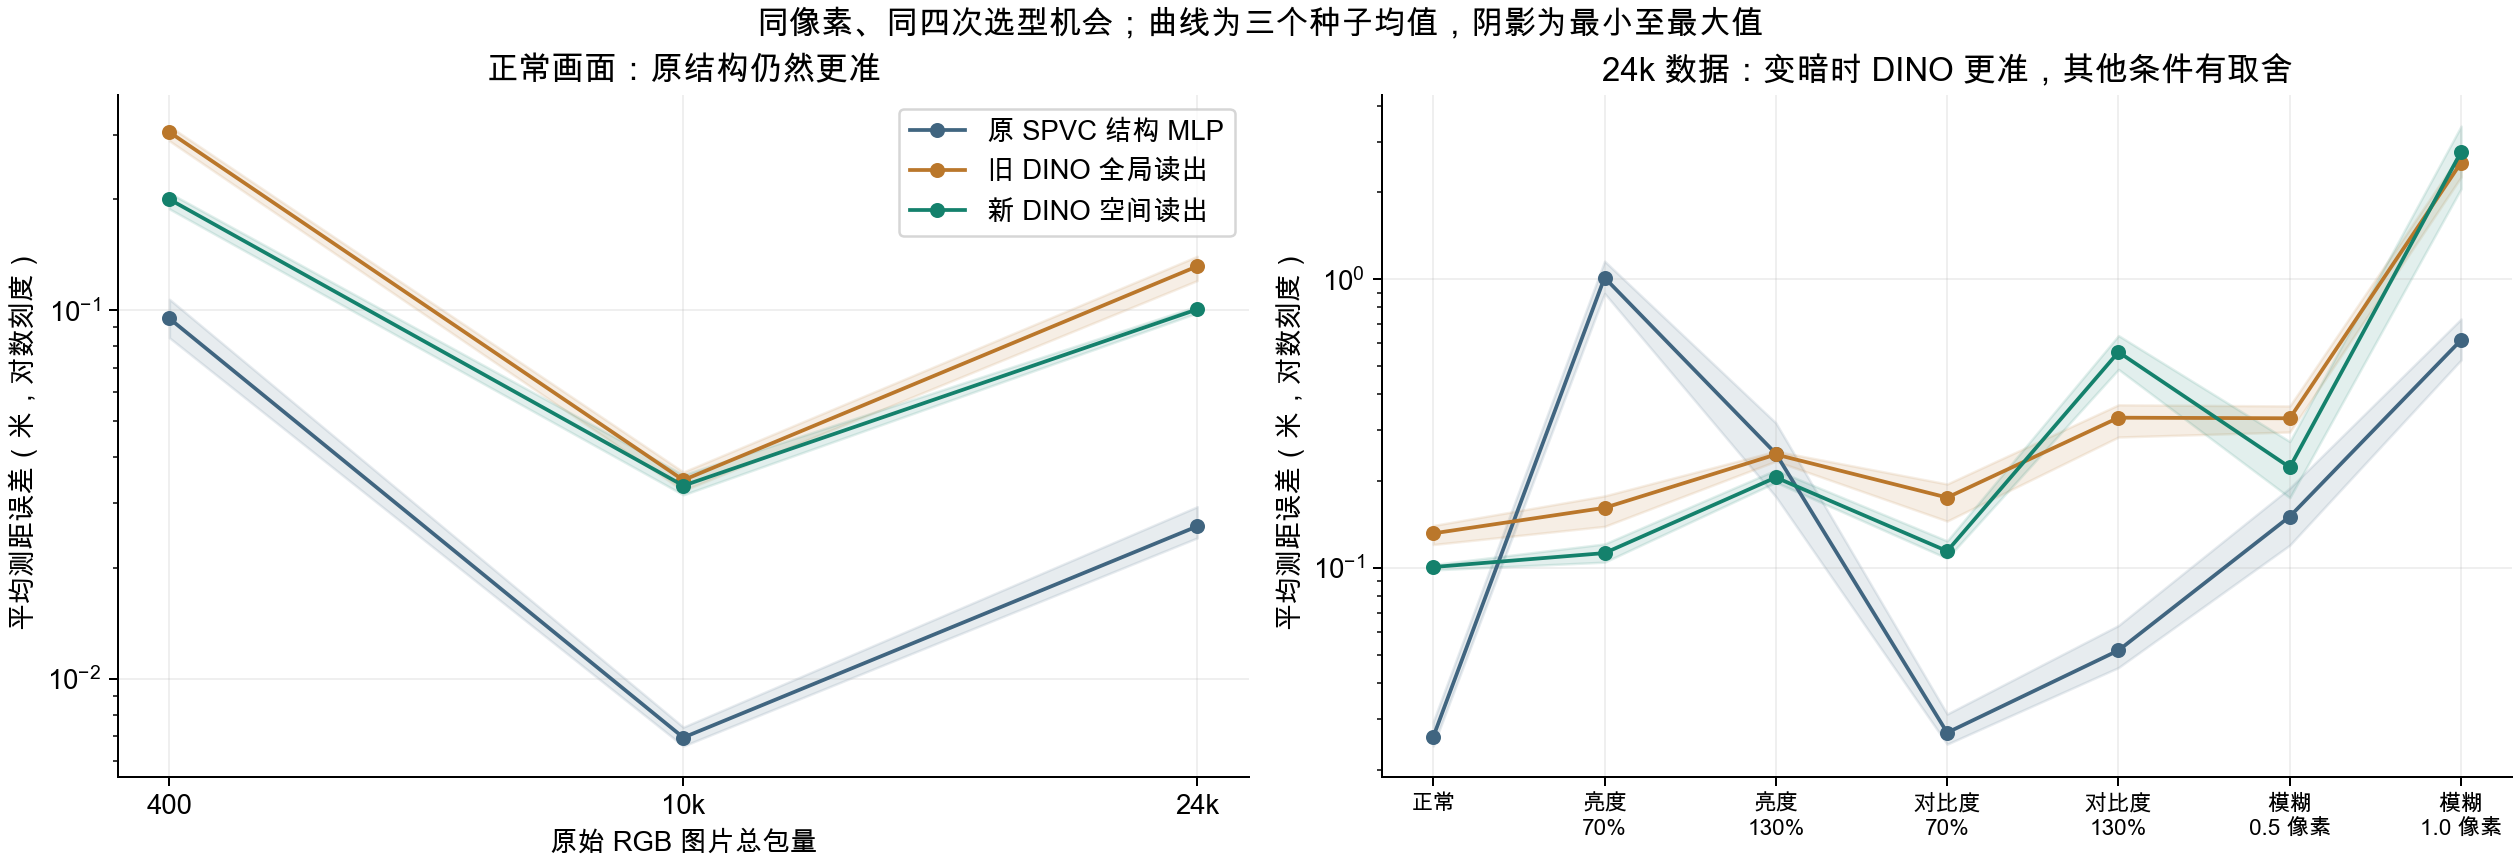 同像素、同四次选型机会；曲线为三个种子均值，阴影为最小至最大值
正常画面：原结构仍然更准
平均测距误差（米，对数刻度）
10⁻¹
10⁻²
原 SPVC 结构 MLP
旧 DINO 全局读出
新 DINO 空间读出
400
10k
24k
原始 RGB 图片总包量
24k 数据：变暗时 DINO 更准，其他条件有取舍
平均测距误差（米，对数刻度）
10⁰
10⁻¹
正常
亮度
70%
亮度
130%
对比度
70%
对比度
130%
模糊
0.5 像素
模糊
1.0 像素